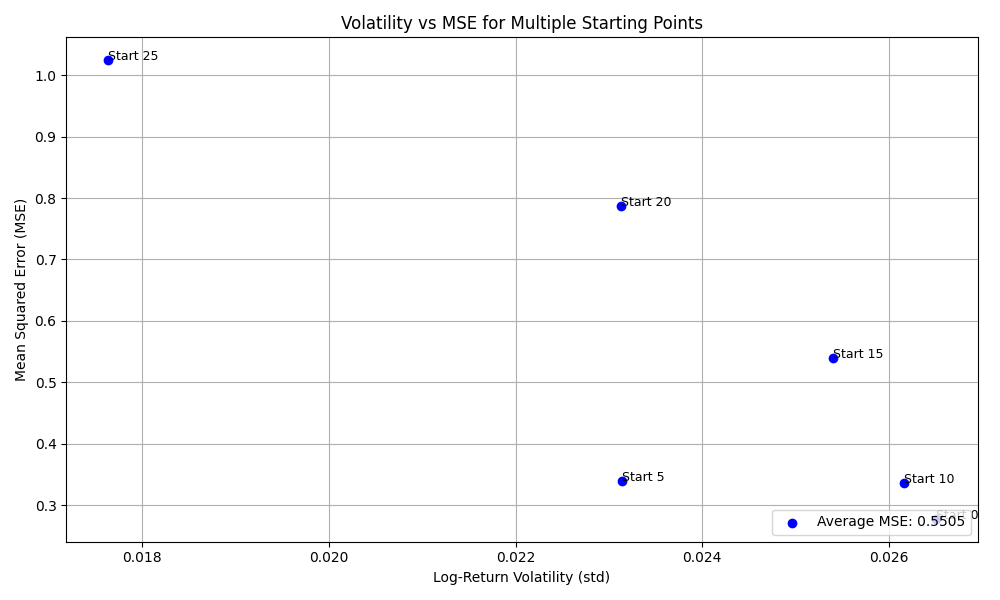 Volatility vs MSE for Multiple Starting Points
Start 25
Start 20
Start 15
Start 5
Start 10
Start 0
Average MSE: 0.5505
1.0
0.9
0.8
0.7
0.6
0.5
0.4
0.3
Mean Squared Error (MSE)
0.018
0.020
0.022
0.024
0.026
Log-Return Volatility (std)